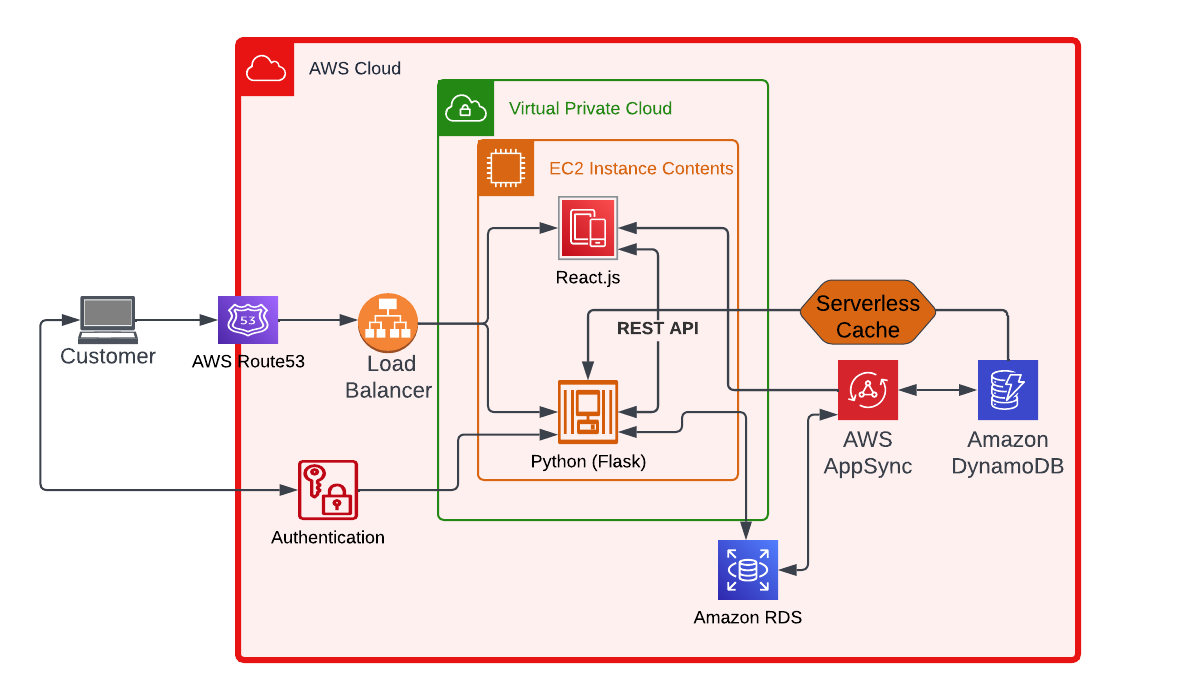 AWS Cloud
Virtual Private Cloud
EC2 Instance Contents
React.js
REST API
Serverless
Cache
53
Customer
AWS Route53
Load
Balancer
Python (Flask)
AWS
AppSync
Amazon
DynamoDB
Authentication
Amazon RDS